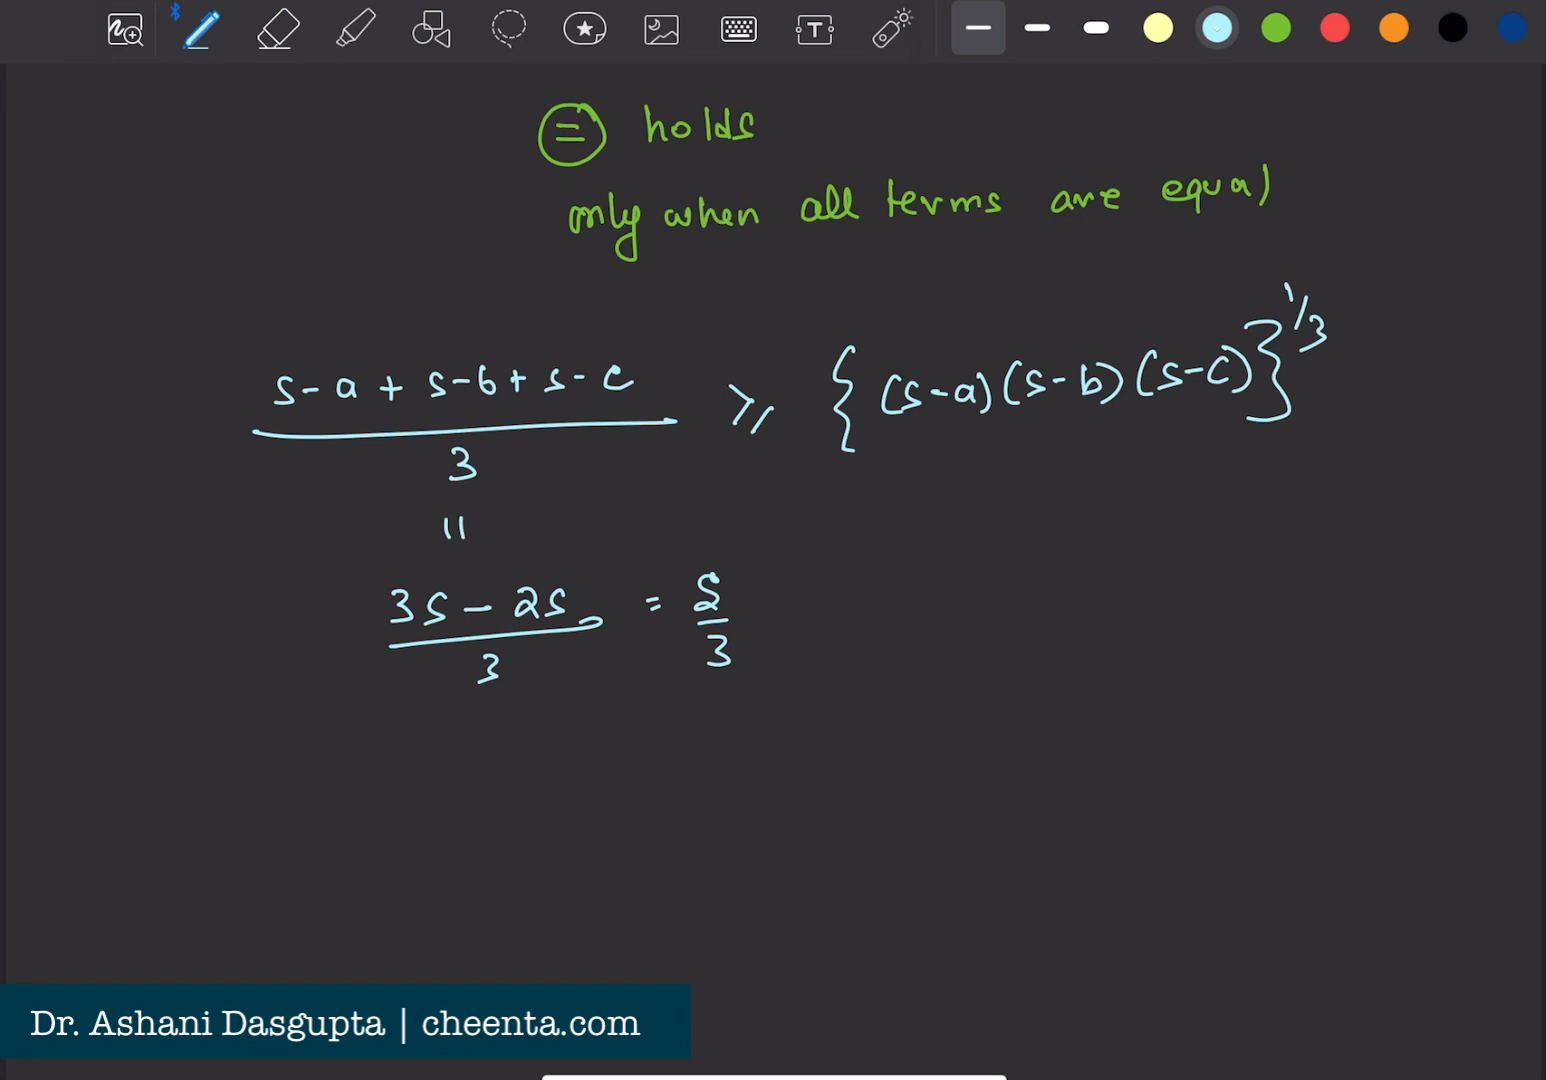 = holds
only when all terms are equal
s-a + s-b + s-c / 3 ≥ {(s-a)(s-b)(s-c)}^1/3
=
3s - 2s / 3 = s/3
Dr. Ashani Dasgupta | cheenta.com